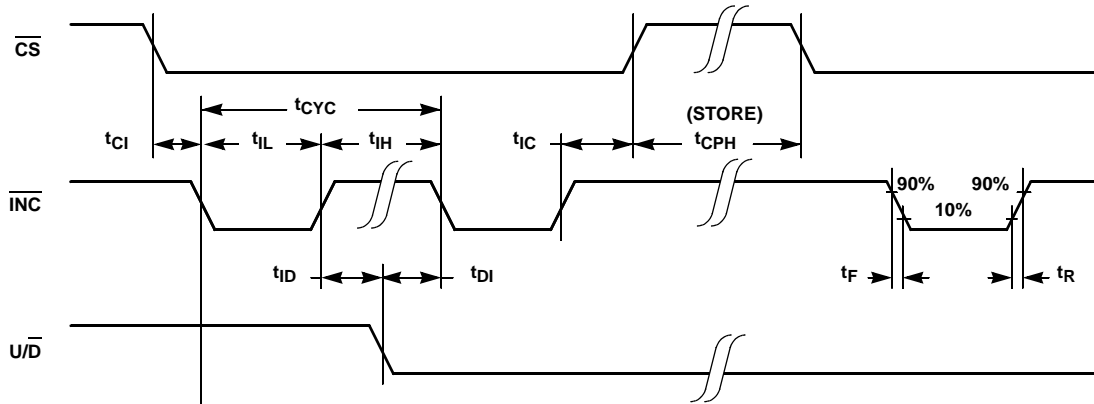 CS
tCYC
(STORE)
tCI
tIL
tIH
tIC
tCPH
INC
90%
90%
10%
tID
tDI
tF
tR
U/D